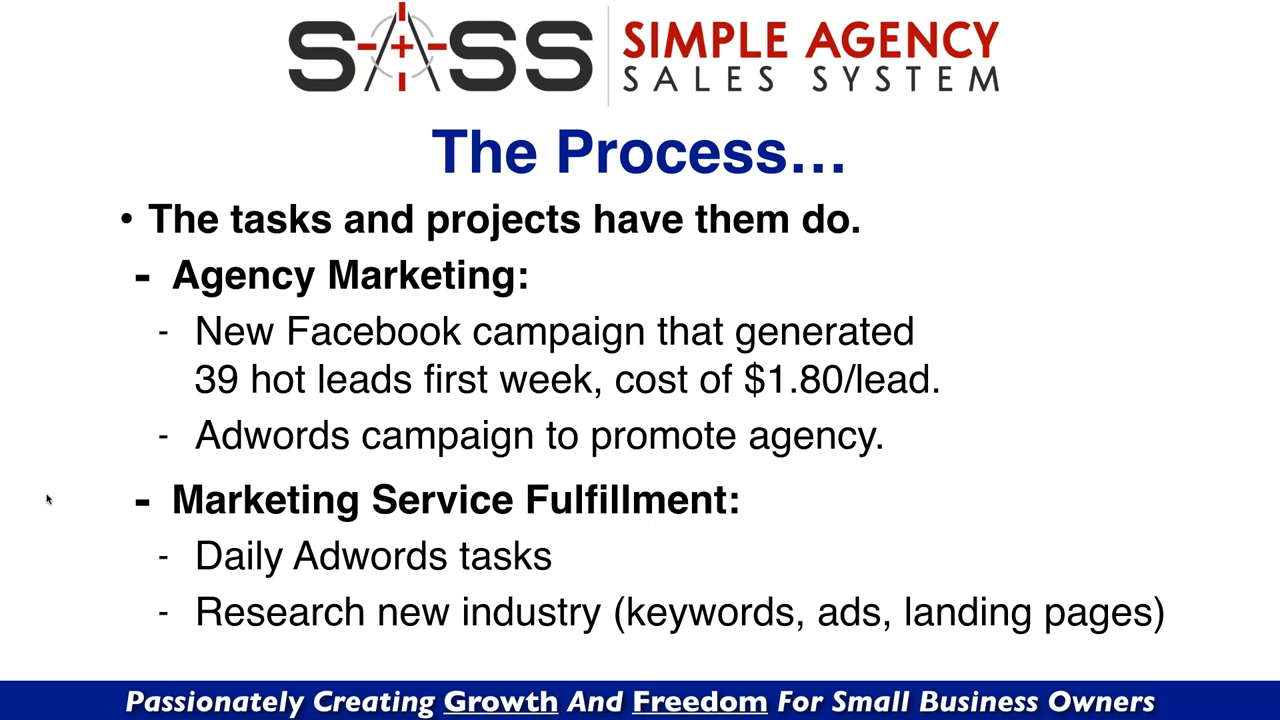 SASS SIMPLE AGENCY
SALES SYSTEM
The Process...
• The tasks and projects have them do.
- Agency Marketing:
- New Facebook campaign that generated
39 hot leads first week, cost of $1.80/lead.
- Adwords campaign to promote agency.
- Marketing Service Fulfillment:
- Daily Adwords tasks
- Research new industry (keywords, ads, landing pages)
Passionately Creating Growth And Freedom For Small Business Owners